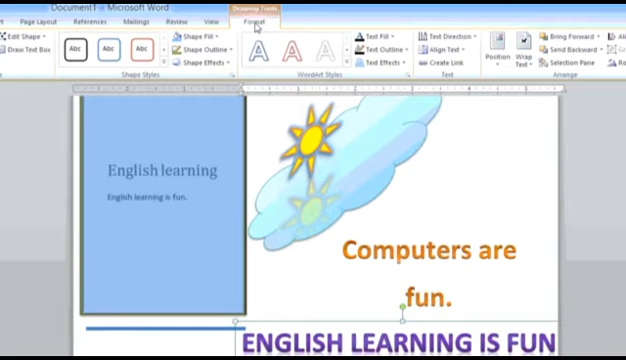 Document1 - Microsoft Word
Drawing Tools
Page Layout References Mailings Review View Format
Edit Shape
Draw Text Box
Abc Abc Abc
Shape Fill
Shape Outline
Shape Effects
Shape Styles
A A A
Text Fill
Text Outline
Text Effects
WordArt Styles
Text Direction
Align Text
Create Link
Text
Position
Wrap
Text
Bring Forward
Send Backward
Selection Pane
Arrange
English learning
English learning is fun.
Computers are
fun.
ENGLISH LEARNING IS FUN